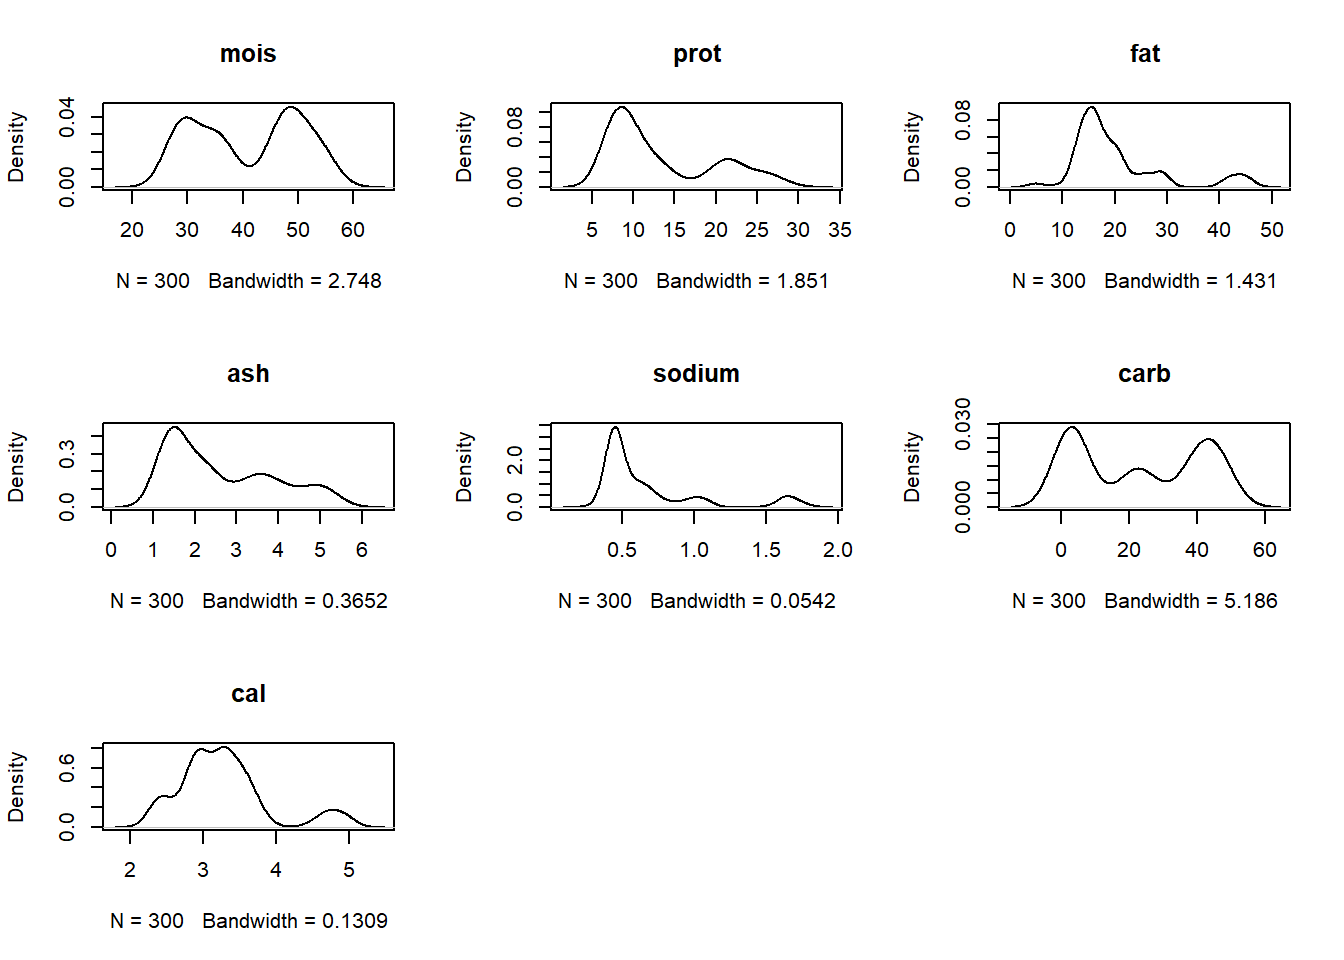 mois
Density
0.00 0.04
20 30 40 50 60
N = 300 Bandwidth = 2.748
prot
Density
0.00 0.08
5 10 15 20 25 30 35
N = 300 Bandwidth = 1.851
fat
Density
0.00 0.08
0 10 20 30 40 50
N = 300 Bandwidth = 1.431
ash
Density
0.0 0.3
0 1 2 3 4 5 6
N = 300 Bandwidth = 0.3652
sodium
Density
0.0 2.0
0.5 1.0 1.5 2.0
N = 300 Bandwidth = 0.0542
carb
Density
0.000 0.030
0 20 40 60
N = 300 Bandwidth = 5.186
cal
Density
0.0 0.6
2 3 4 5
N = 300 Bandwidth = 0.1309